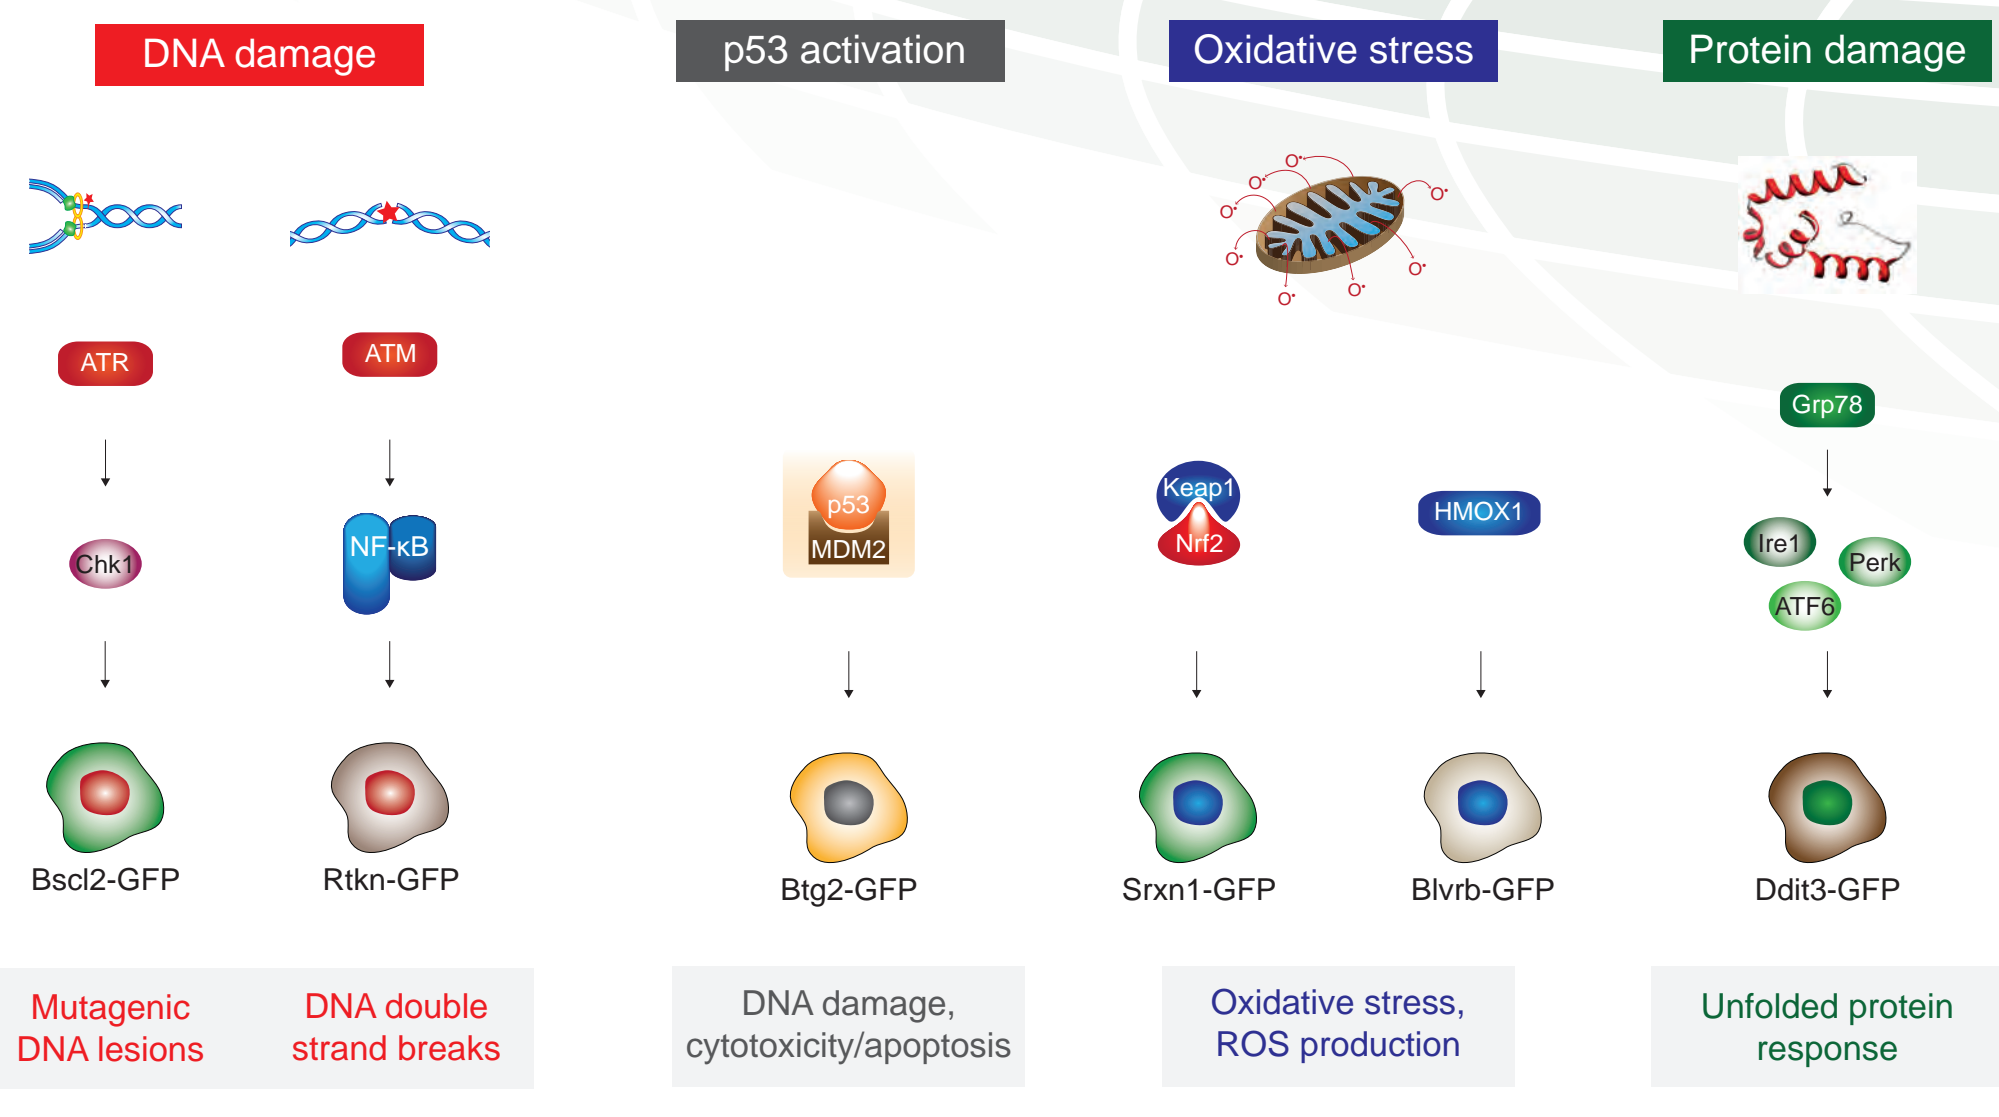 DNA damage
p53 activation
Oxidative stress
Protein damage
O•
O•
O•
O•
O•
O•
O•
O•
ATR
ATM
Grp78
Chk1
NF-κB
p53
MDM2
Keap1
Nrf2
HMOX1
Ire1
Perk
ATF6
Bscl2-GFP
Rtkn-GFP
Btg2-GFP
Srxn1-GFP
Blvrb-GFP
Ddit3-GFP
Mutagenic
DNA lesions
DNA double
strand breaks
DNA damage,
cytotoxicity/apoptosis
Oxidative stress,
ROS production
Unfolded protein
response